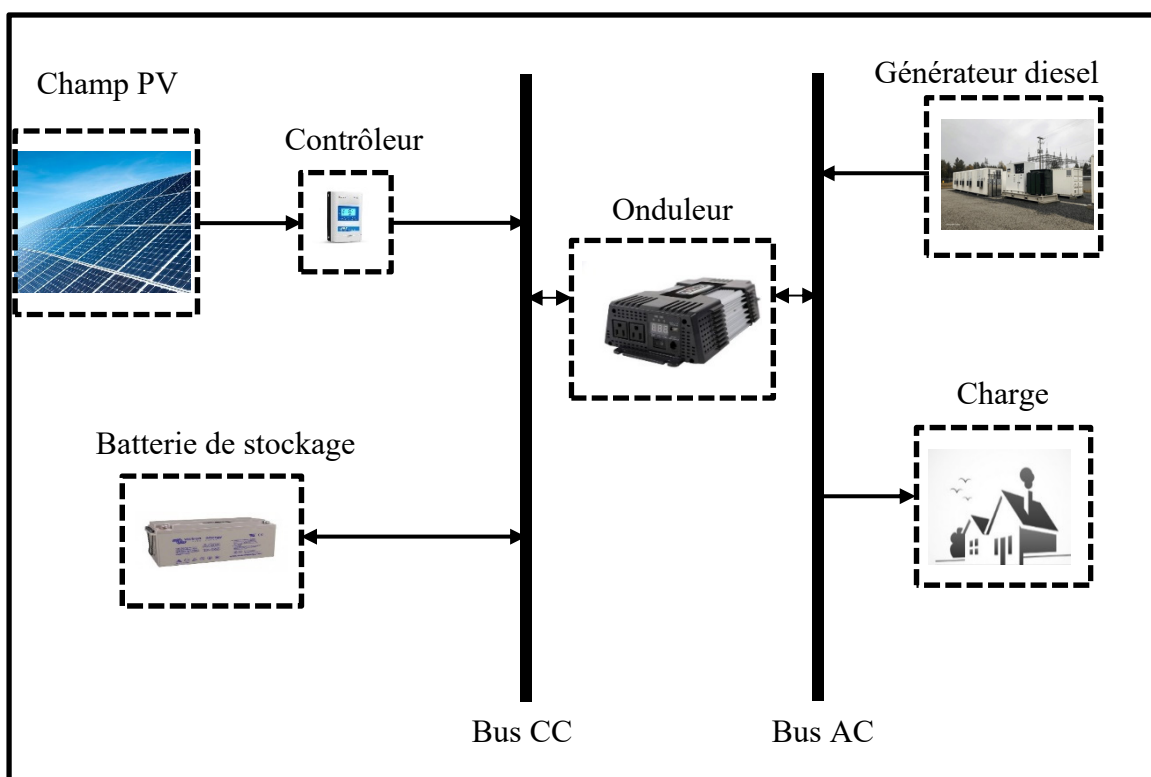 Champ PV
Générateur diesel
Contrôleur
Onduleur
Charge
Batterie de stockage
Bus CC
Bus AC